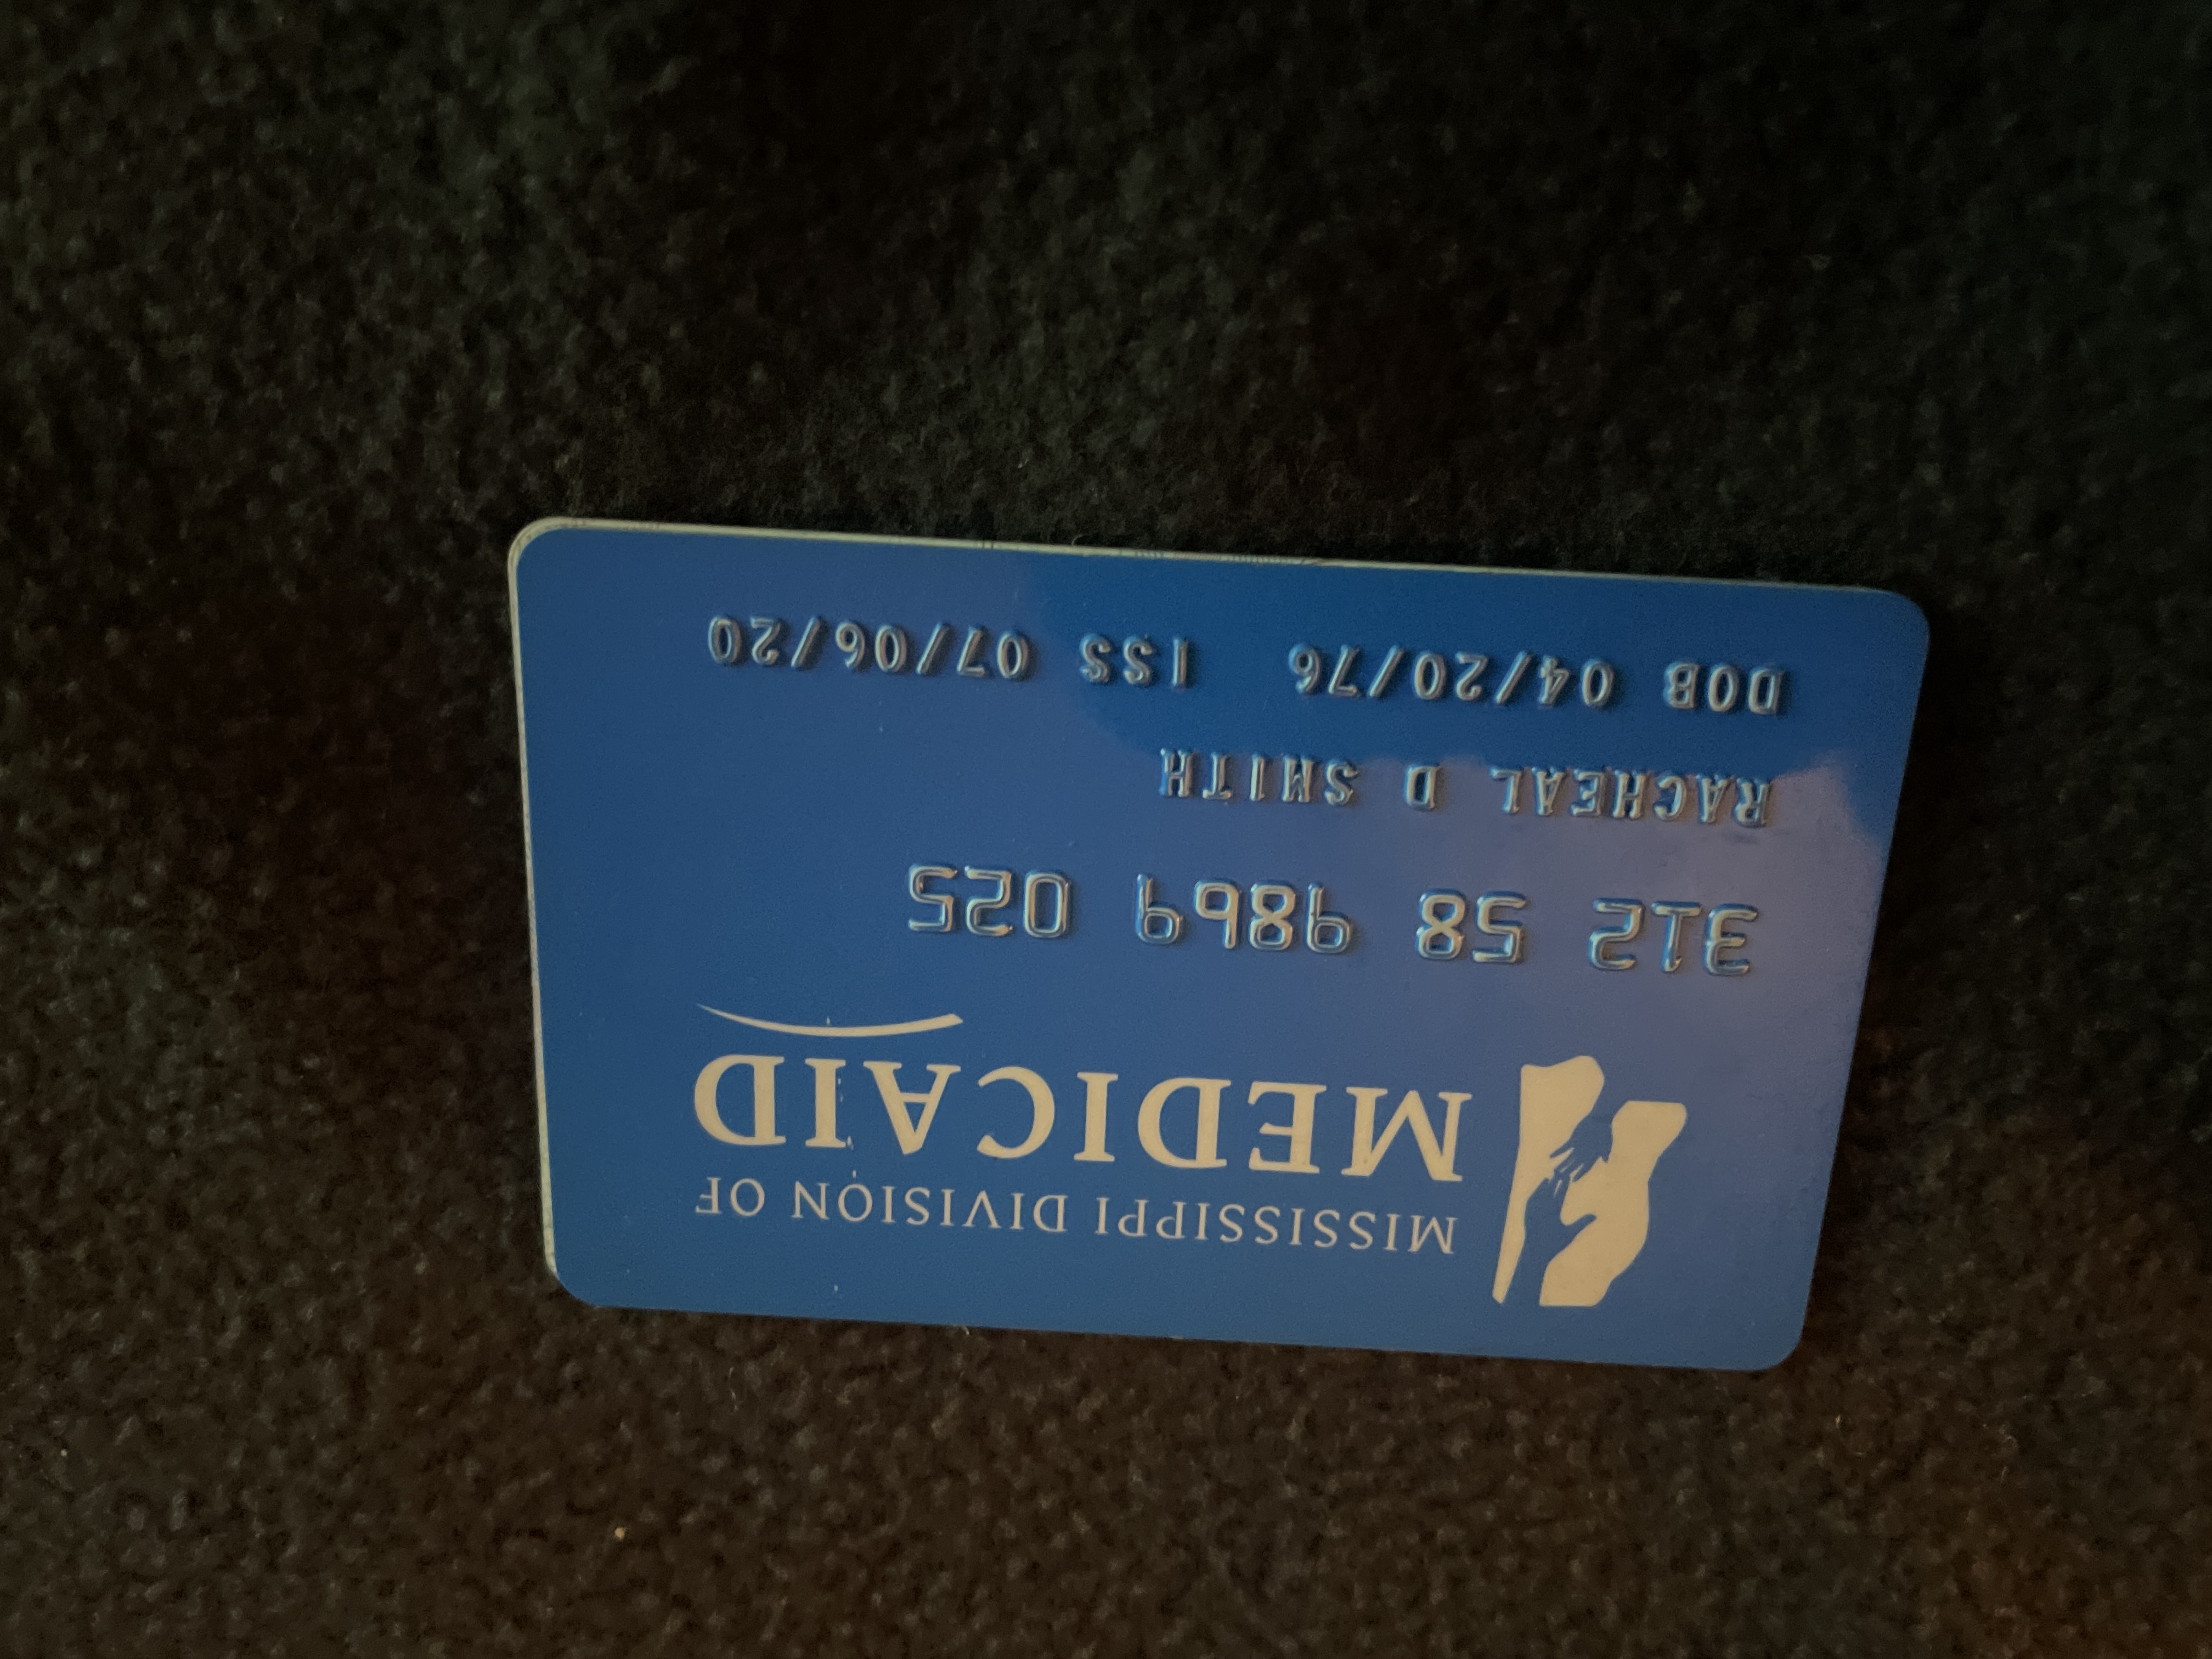 MISSISSIPPI DIVISION OF
MEDICAID
312 58 9869 025
RACHEAL D SMITH
DOB 04/20/76 ISS 07/06/20